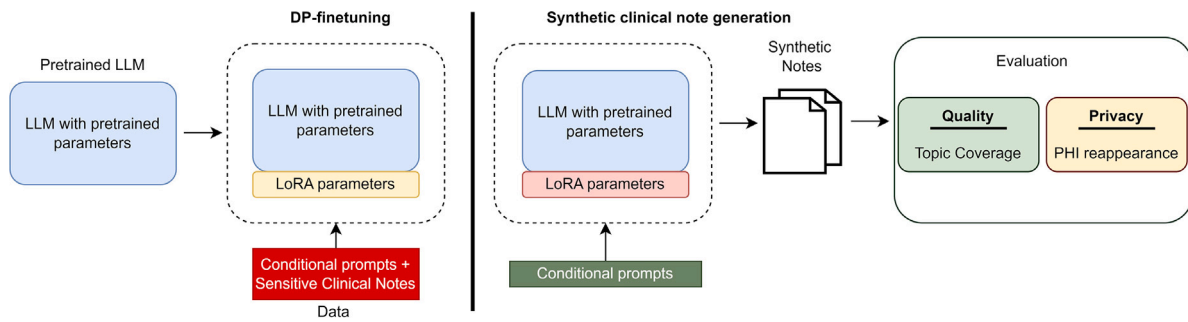 DP-finetuning
Pretrained LLM
LLM with pretrained
parameters
LLM with pretrained
parameters
LoRA parameters
Conditional prompts +
Sensitive Clinical Notes
Data
Synthetic clinical note generation
LLM with pretrained
parameters
LoRA parameters
Conditional prompts
Synthetic
Notes
Evaluation
Quality
Topic Coverage
Privacy
PHI reappearance